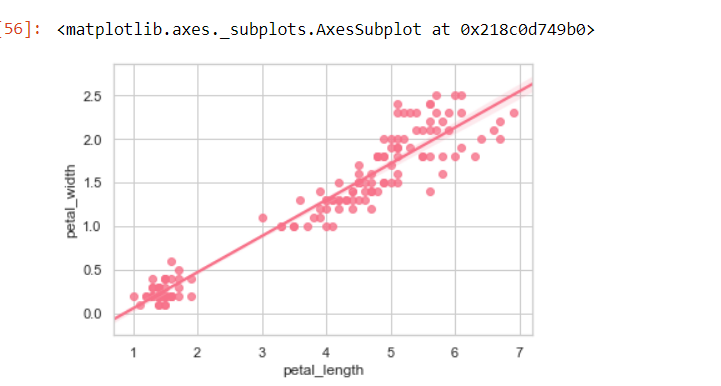 [56]: <matplotlib.axes._subplots.AxesSubplot at 0x218c0d749b0>
2.5
2.0
1.5
1.0
0.5
0.0
petal_width
1 2 3 4 5 6 7
petal_length